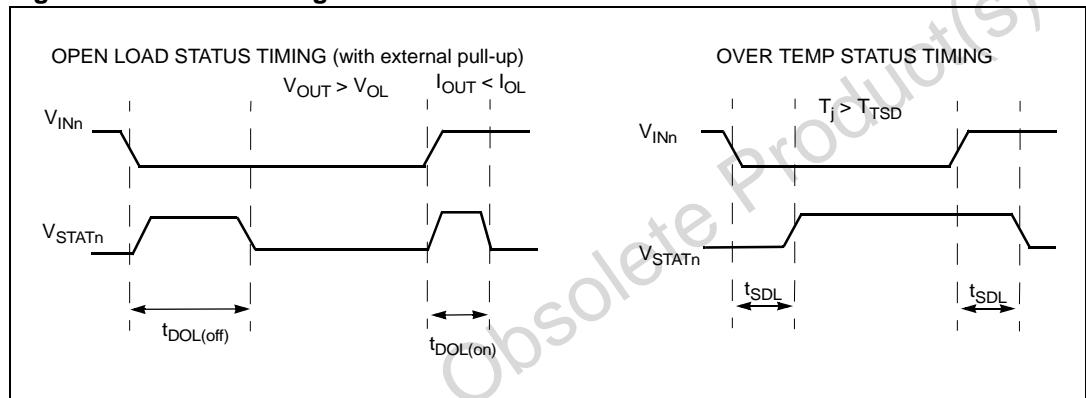 OPEN LOAD STATUS TIMING (with external pull-up)
VOUT > VOL
IOUT < IOL
VINn
VSTATn
tDOL(off)
tDOL(on)
OVER TEMP STATUS TIMING
Tj > TTSD
VINn
VSTATn
tSDL
tSDL
Obsolete Product(s)